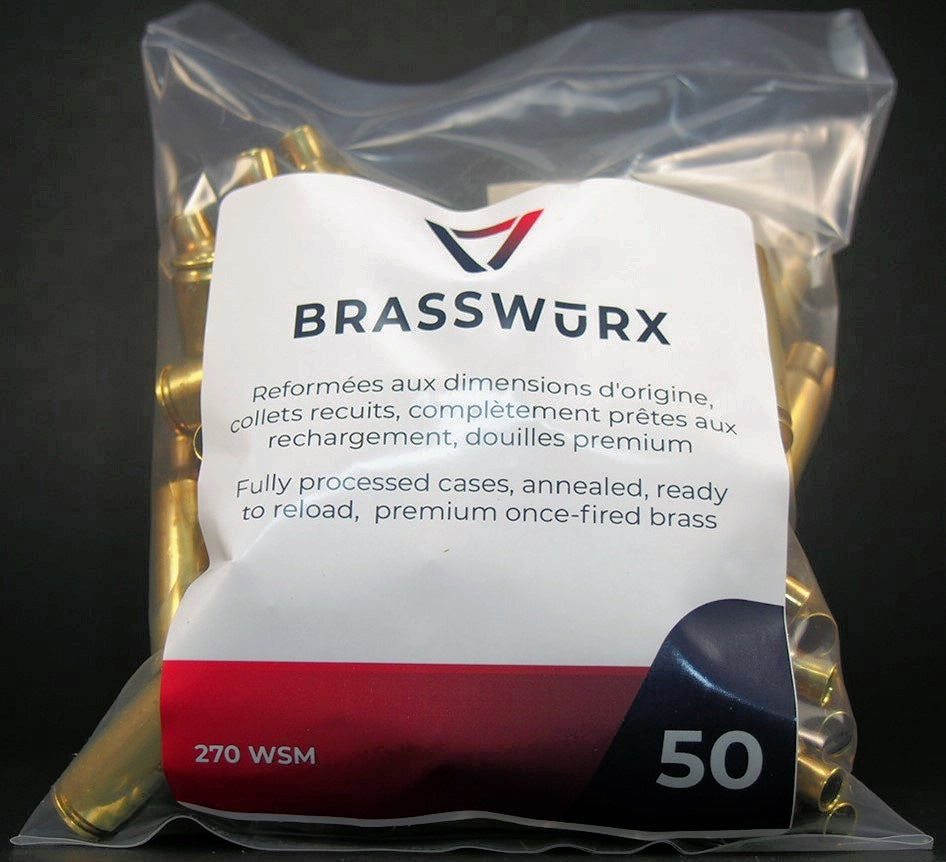 BRASSWŪRX
Reformées aux dimensions d'origine,
collets recuits, complètement prêtes aux
rechargement, douilles premium
Fully processed cases, annealed, ready
to reload, premium once-fired brass
270 WSM
50